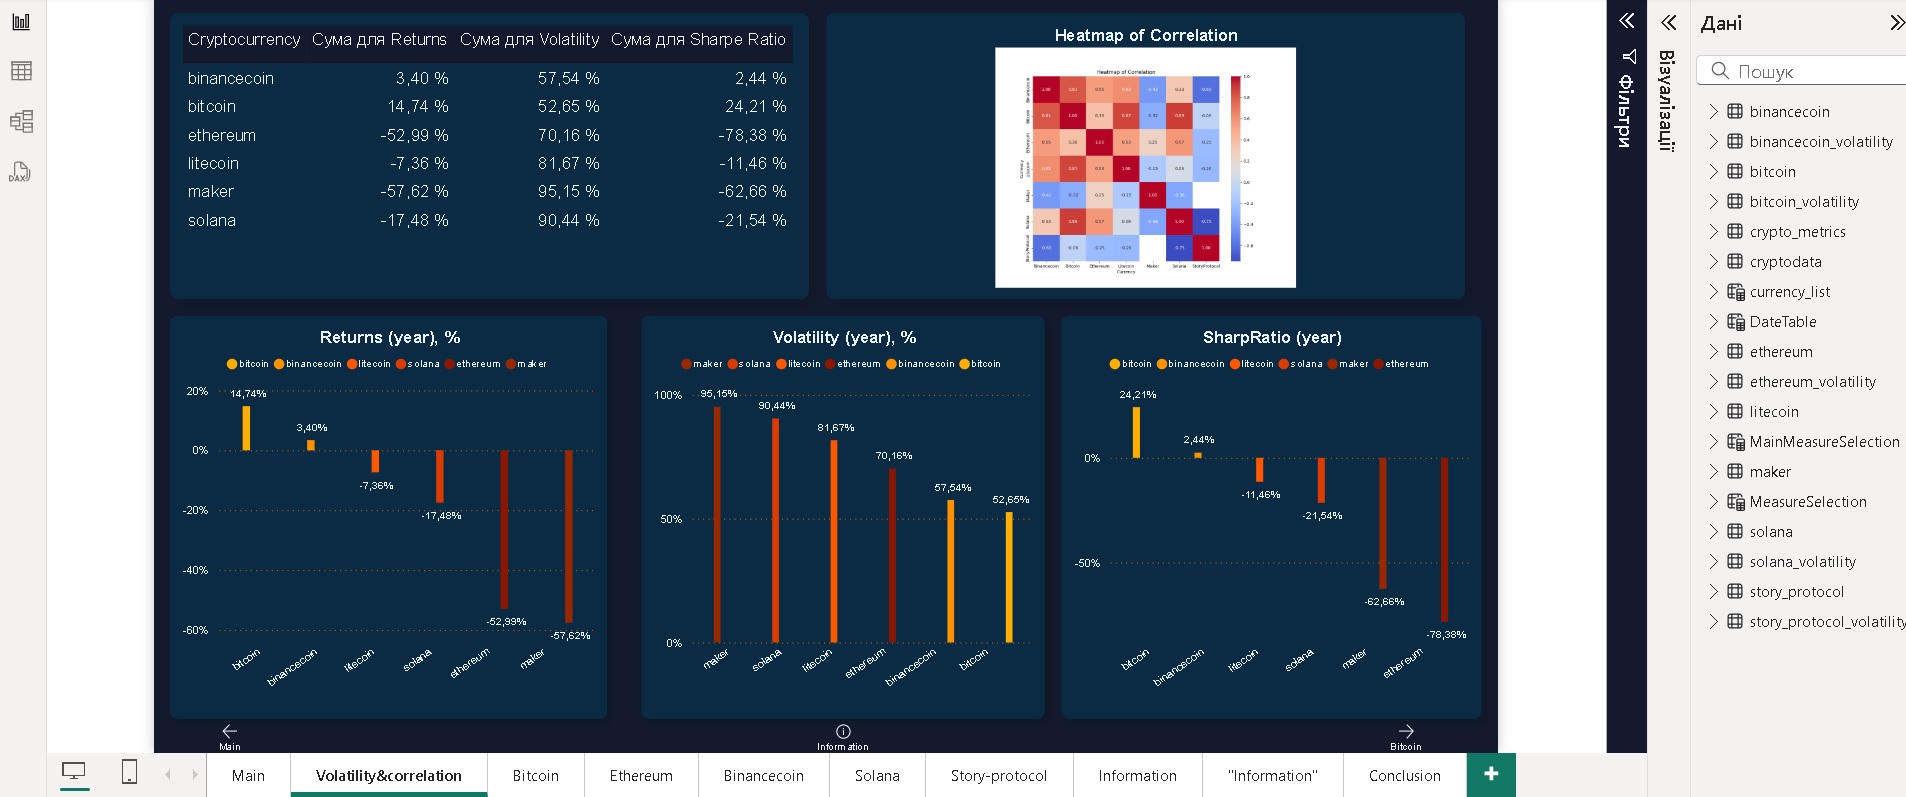 Cryptocurrency Сума для Returns Сума для Volatility Сума для Sharpe Ratio
binancecoin 3,40 % 57,54 % 2,44 %
bitcoin 14,74 % 52,65 % 24,21 %
ethereum -52,99 % 70,16 % -78,38 %
litecoin -7,36 % 81,67 % -11,46 %
maker -57,62 % 95,15 % -62,66 %
solana -17,48 % 90,44 % -21,54 %
Heatmap of Correlation
Heatmap of Correlation
Binancecoin Bitcoin Ethereum Litecoin Maker Solana StoryProtocol
Currency
Returns (year), %
bitcoin binancecoin litecoin solana ethereum maker
20%
0%
-20%
-40%
-60%
14,74%
3,40%
-7,36%
-17,48%
-52,99%
-57,62%
bitcoin binancecoin litecoin solana ethereum maker
Volatility (year), %
maker solana litecoin ethereum binancecoin bitcoin
100%
50%
0%
95,15%
90,44%
81,67%
70,16%
57,54%
52,65%
maker solana litecoin ethereum binancecoin bitcoin
SharpRatio (year)
bitcoin binancecoin litecoin solana maker ethereum
0%
-50%
24,21%
2,44%
-11,46%
-21,54%
-62,66%
-78,38%
bitcoin binancecoin litecoin solana maker ethereum
Main
Information
Bitcoin
Фільтри
Візуалізації
Дані
Пошук
binancecoin
binancecoin_volatility
bitcoin
bitcoin_volatility
crypto_metrics
cryptodata
currency_list
DateTable
ethereum
ethereum_volatility
litecoin
MainMeasureSelection
maker
MeasureSelection
solana
solana_volatility
story_protocol
story_protocol_volatility
DAX
Main Volatility&correlation Bitcoin Ethereum Binancecoin Solana Story-protocol Information "Information" Conclusion